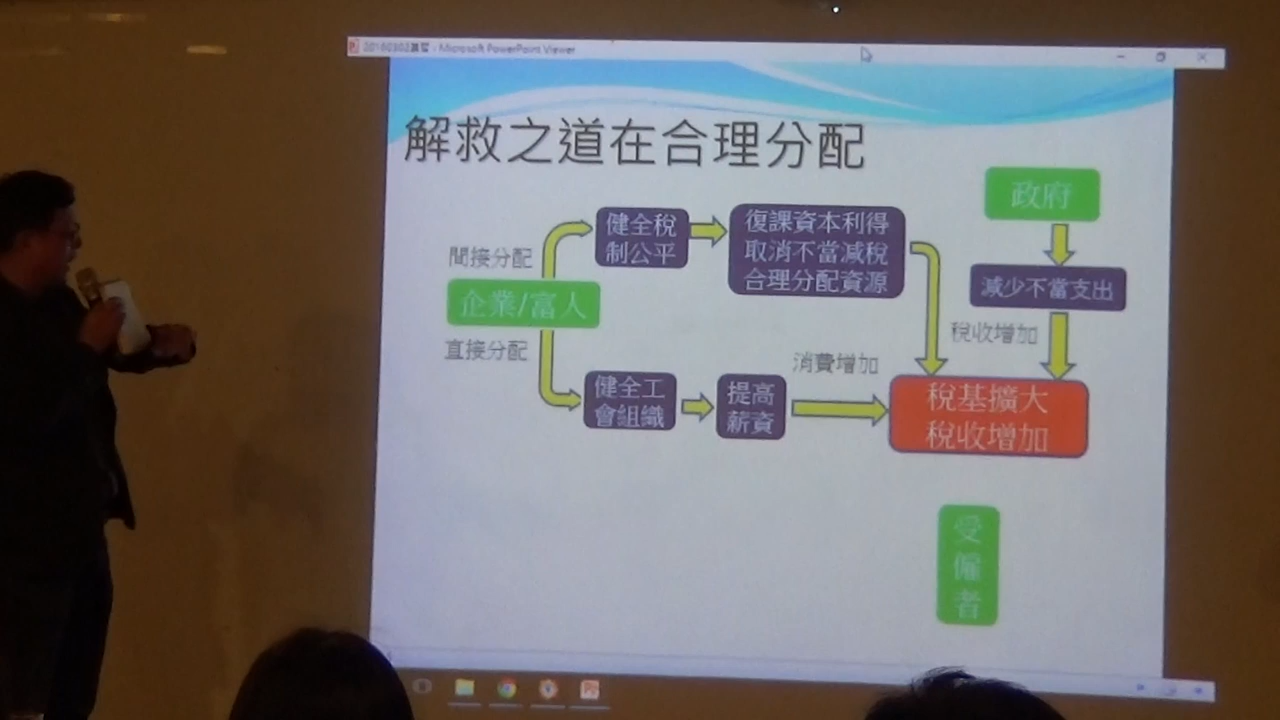 Microsoft PowerPoint Viewer
解救之道在合理分配
政府
健全稅
制公平
復課資本利得
取消不當減稅
合理分配資源
間接分配
減少不當支出
企業/富人
稅收增加
直接分配
消費增加
健全工
會組織
提高
薪資
稅基擴大
稅收增加
受
僱
者